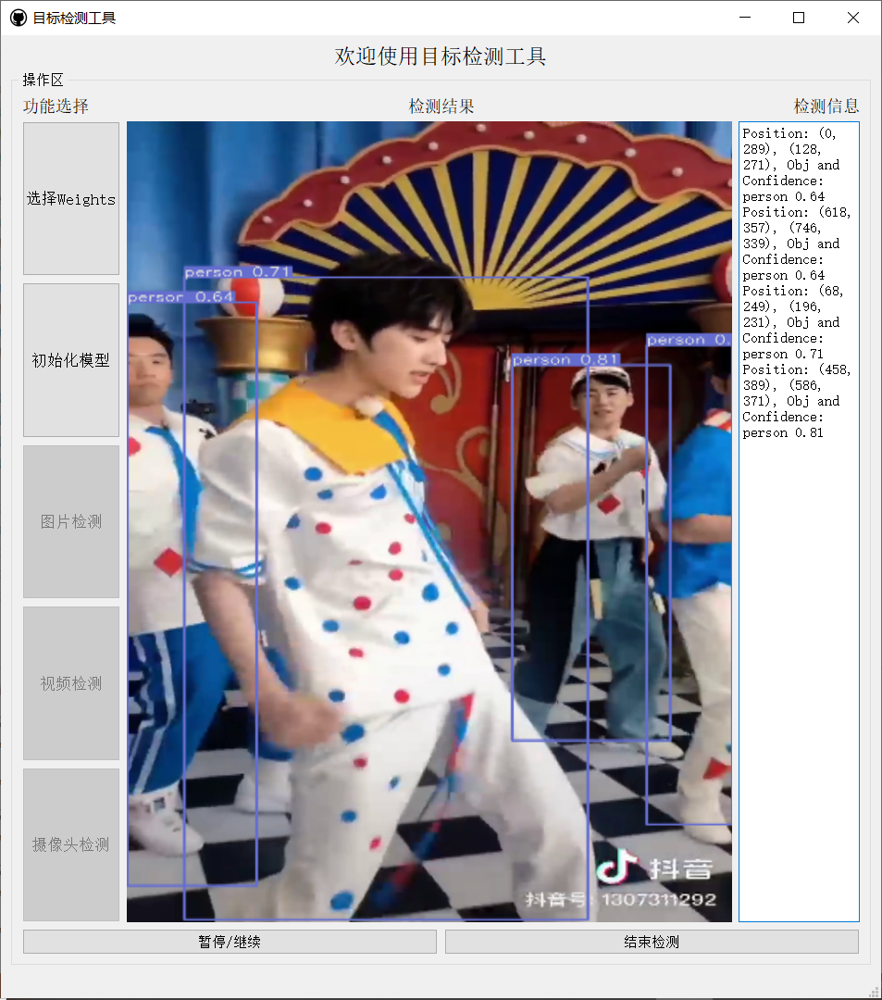 目标检测工具
欢迎使用目标检测工具
操作区
功能选择
检测结果
检测信息
选择Weights
初始化模型
图片检测
视频检测
摄像头检测
person 0.71
person 0.64
person 0.81
person 0.
抖音
抖音号: 1307311292
Position: (0,
289), (128,
271), Obj and
Confidence:
person 0.64
Position: (618,
357), (746,
339), Obj and
Confidence:
person 0.64
Position: (68,
249), (196,
231), Obj and
Confidence:
person 0.71
Position: (458,
389), (586,
371), Obj and
Confidence:
person 0.81
暂停/继续
结束检测